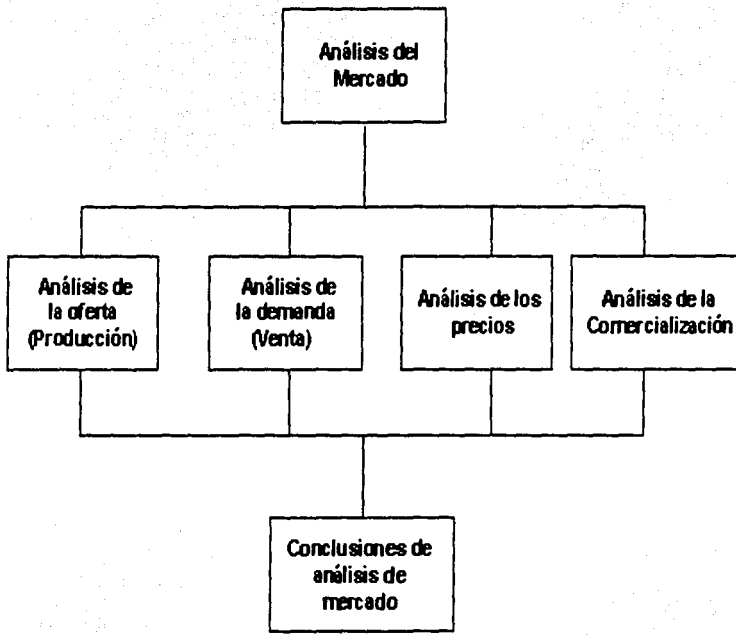 Análisis del
Mercado
Análisis de
la oferta
(Producción)
Análisis de
la demanda
(Venta)
Análisis de los
precios
Análisis de la
Comercialización
Conclusiones de
análisis de
mercado